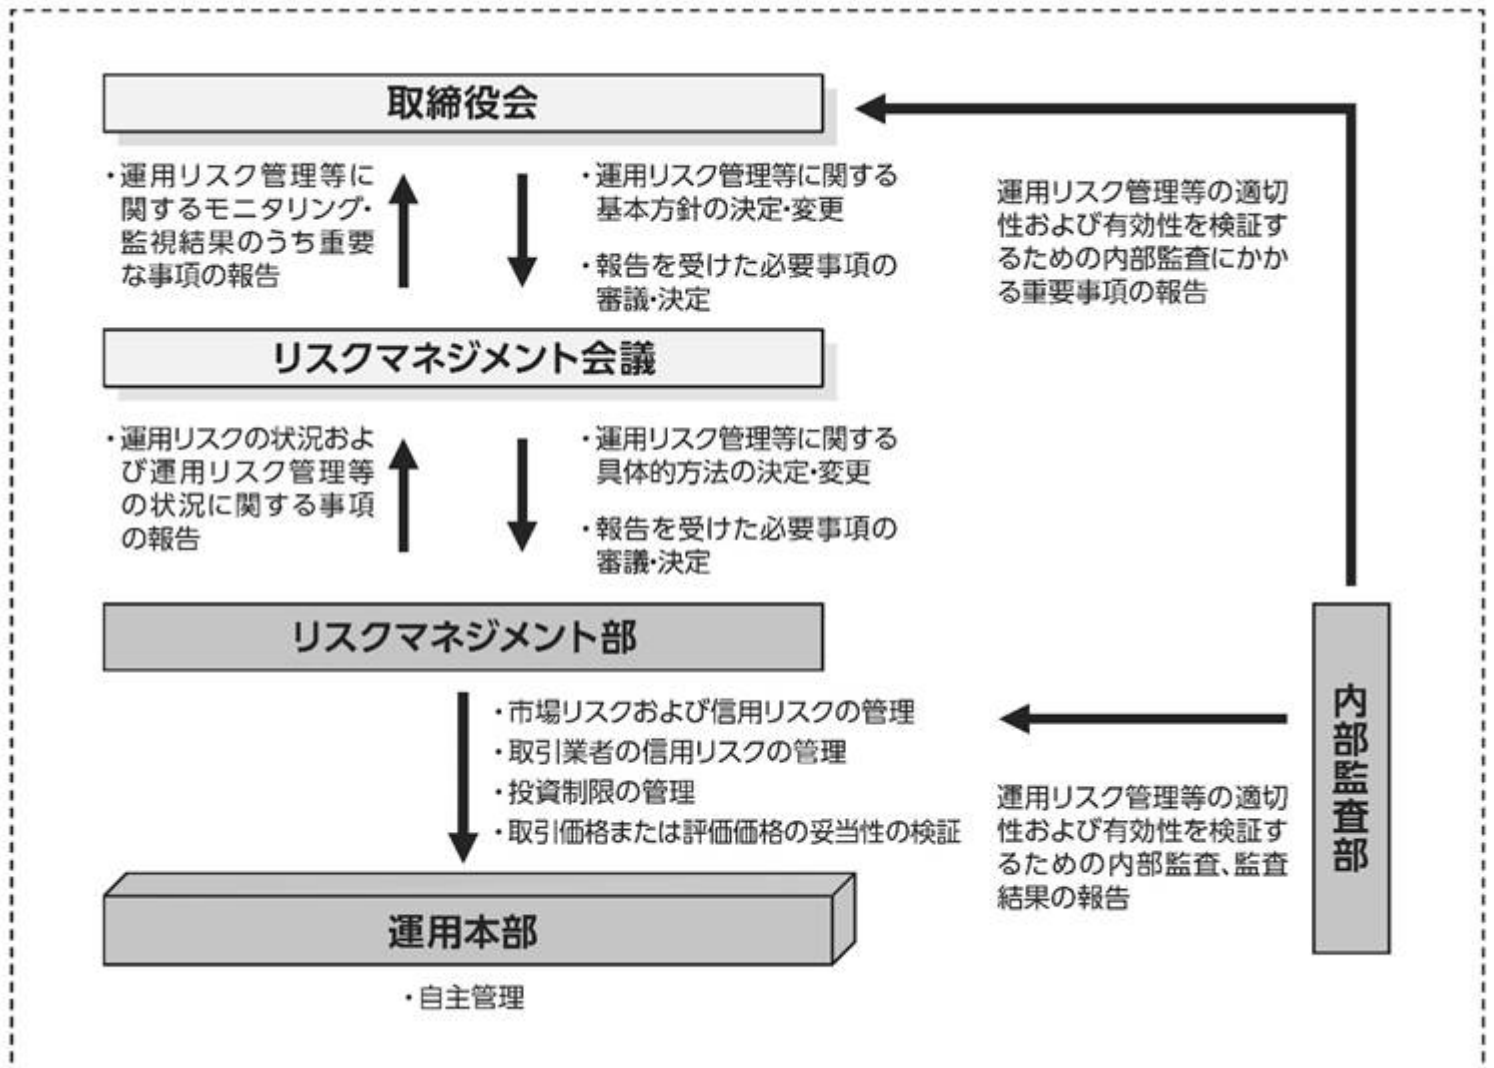 取締役会
・運用リスク管理等に
関するモニタリング・
監視結果のうち重要
な事項の報告
・運用リスク管理等に関する
基本方針の決定・変更
・報告を受けた必要事項の
審議・決定
運用リスク管理等の適切
性および有効性を検証す
るための内部監査にかか
る重要事項の報告
リスクマネジメント会議
・運用リスクの状況およ
び運用リスク管理等
の状況に関する事項
の報告
・運用リスク管理等に関する
具体的方法の決定・変更
・報告を受けた必要事項の
審議・決定
リスクマネジメント部
・市場リスクおよび信用リスクの管理
・取引業者の信用リスクの管理
・投資制限の管理
・取引価格または評価価格の妥当性の検証
運用リスク管理等の適切
性および有効性を検証す
るための内部監査、監査
結果の報告
内部監査部
運用本部
・自主管理